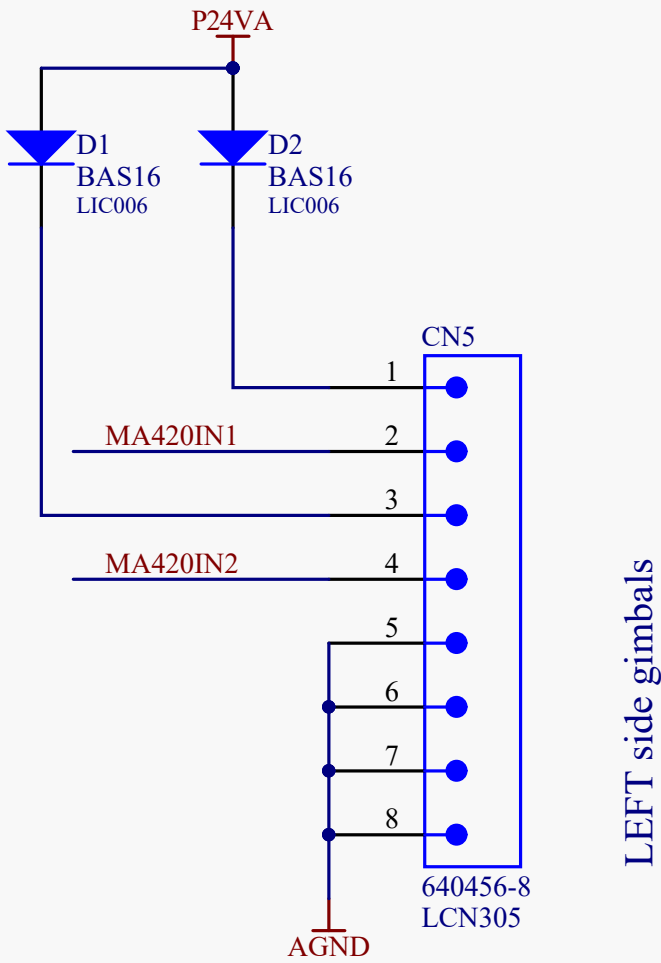 P24VA
D1
BAS16
LIC006
D2
BAS16
LIC006
CN5
1
MA420IN1
2
3
MA420IN2
4
5
6
7
8
LEFT side gimbals
640456-8
LCN305
AGND